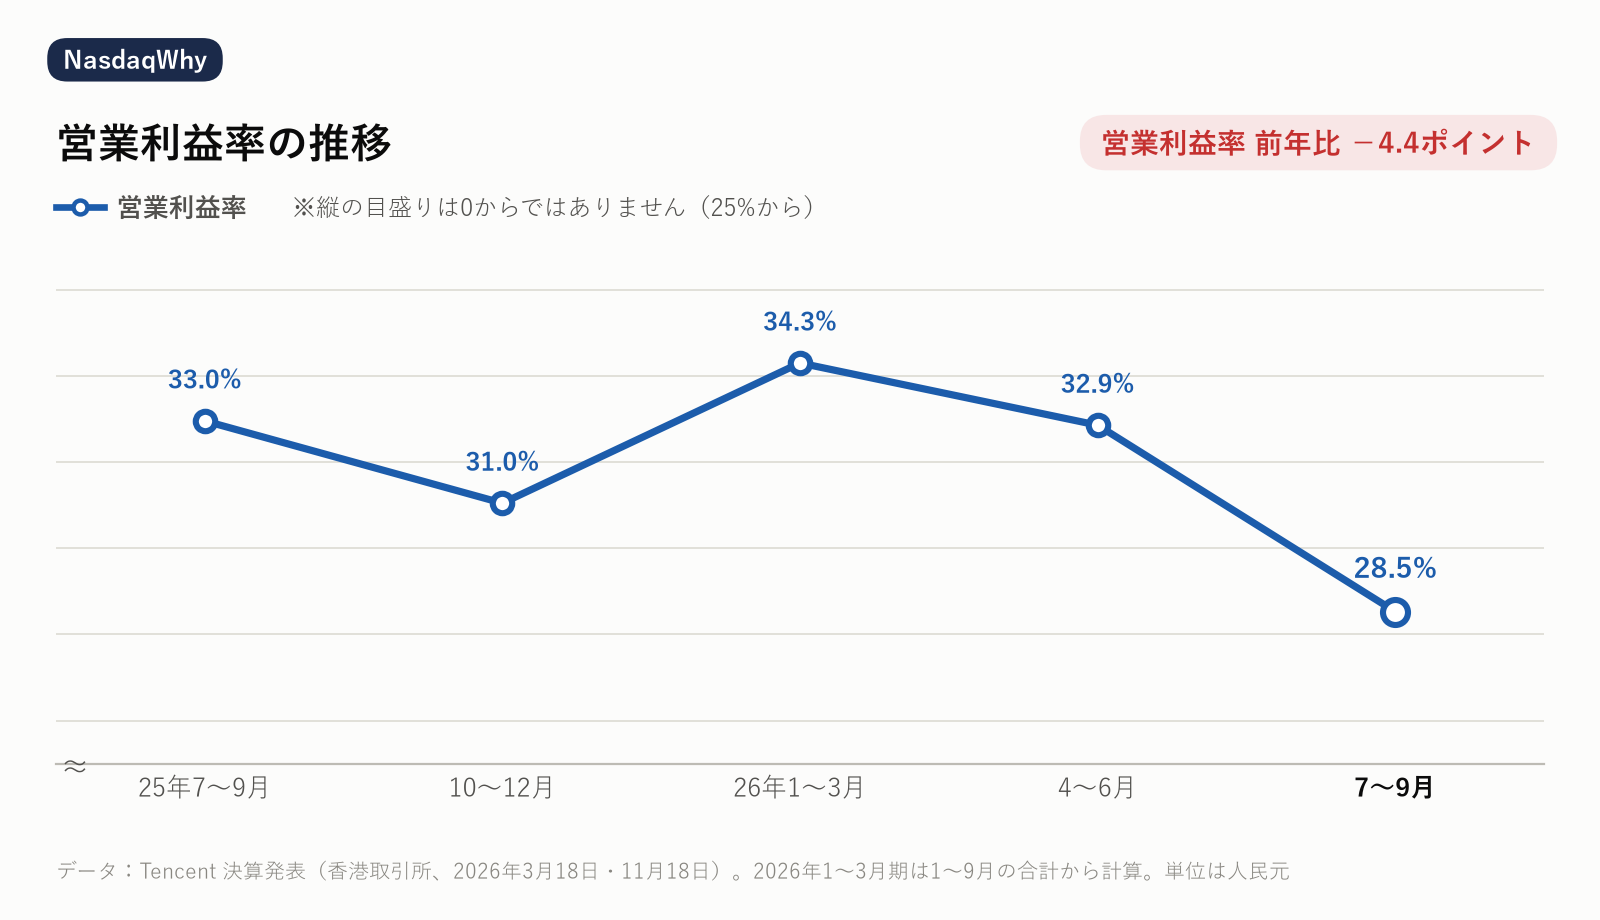 NasdaqWhy
営業利益率の推移
営業利益率 前年比 −4.4ポイント
営業利益率 ※縦の目盛りは0からではありません（25%から）
34.3%
33.0%
32.9%
31.0%
28.5%
≈
25年7〜9月 10〜12月 26年1〜3月 4〜6月 7〜9月
データ：Tencent 決算発表（香港取引所、2026年3月18日・11月18日）。2026年1〜3月期は1〜9月の合計から計算。単位は人民元